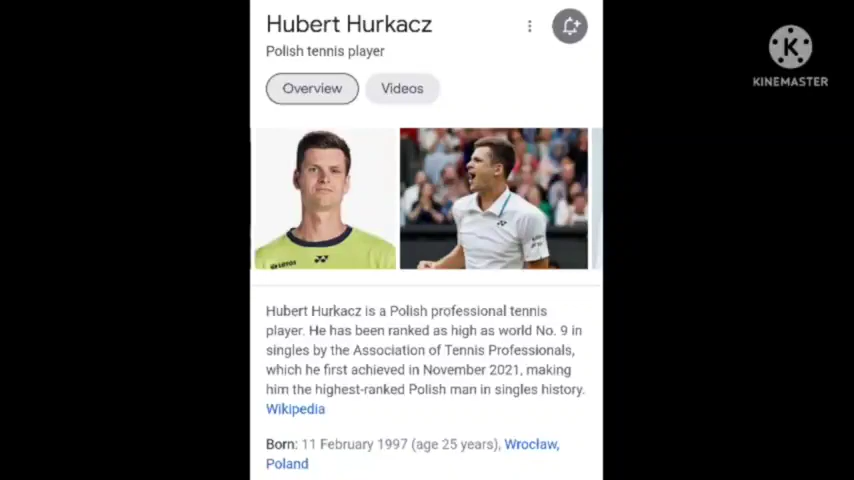 Hubert Hurkacz
Polish tennis player
Overview
Videos
K
KINEMASTER
LOTOS
Hubert Hurkacz is a Polish professional tennis
player. He has been ranked as high as world No. 9 in
singles by the Association of Tennis Professionals,
which he first achieved in November 2021, making
him the highest-ranked Polish man in singles history.
Wikipedia
Born: 11 February 1997 (age 25 years), Wrocław,
Poland